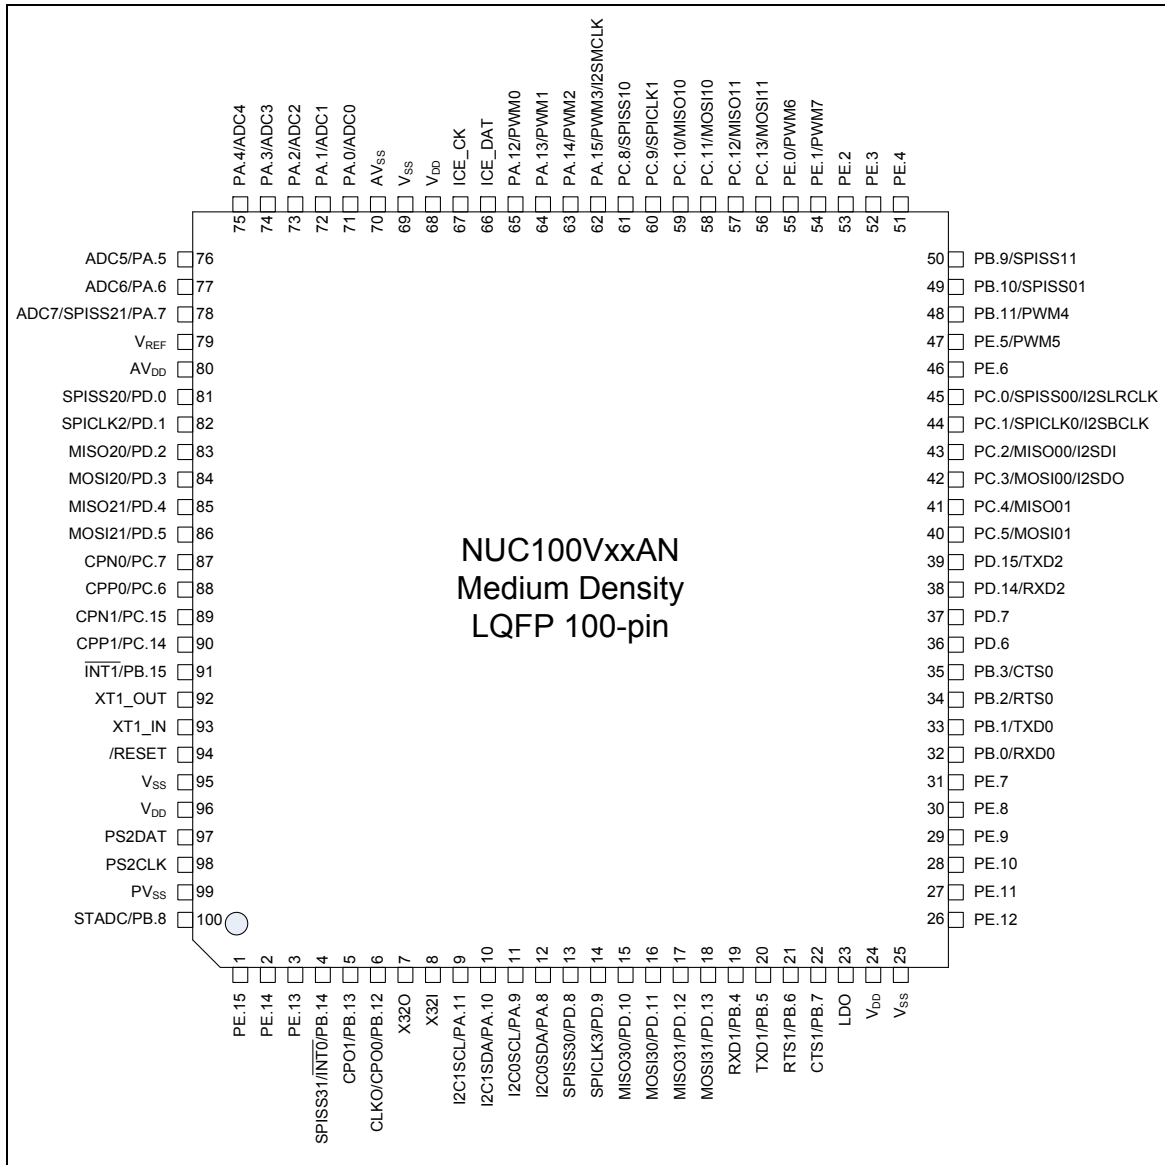 PA.4/ADC4
PA.3/ADC3
PA.2/ADC2
PA.1/ADC1
PA.0/ADC0
AVSS
VSS
VDD
ICE_CK
ICE_DAT
PA.12/PWM0
PA.13/PWM1
PA.14/PWM2
PA.15/PWM3/I2SMCLK
PC.8/SPISS10
PC.9/SPICLK1
PC.10/MISO10
PC.11/MOSI10
PC.12/MISO11
PC.13/MOSI11
PE.0/PWM6
PE.1/PWM7
PE.2
PE.3
PE.4
75
74
73
72
71
70
69
68
67
66
65
64
63
62
61
60
59
58
57
56
55
54
53
52
51
ADC5/PA.5 76
ADC6/PA.6 77
ADC7/SPISS21/PA.7 78
VREF 79
AVDD 80
SPISS20/PD.0 81
SPICLK2/PD.1 82
MISO20/PD.2 83
MOSI20/PD.3 84
MISO21/PD.4 85
MOSI21/PD.5 86
CPN0/PC.7 87
CPP0/PC.6 88
CPN1/PC.15 89
CPP1/PC.14 90
INT1/PB.15 91
XT1_OUT 92
XT1_IN 93
/RESET 94
VSS 95
VDD 96
PS2DAT 97
PS2CLK 98
PVSS 99
STADC/PB.8 100
NUC100VxxAN
Medium Density
LQFP 100-pin
50 PB.9/SPISS11
49 PB.10/SPISS01
48 PB.11/PWM4
47 PE.5/PWM5
46 PE.6
45 PC.0/SPISS00/I2SLRCLK
44 PC.1/SPICLK0/I2SBCLK
43 PC.2/MISO00/I2SDI
42 PC.3/MOSI00/I2SDO
41 PC.4/MISO01
40 PC.5/MOSI01
39 PD.15/TXD2
38 PD.14/RXD2
37 PD.7
36 PD.6
35 PB.3/CTS0
34 PB.2/RTS0
33 PB.1/TXD0
32 PB.0/RXD0
31 PE.7
30 PE.8
29 PE.9
28 PE.10
27 PE.11
26 PE.12
1
2
3
4
5
6
7
8
9
10
11
12
13
14
15
16
17
18
19
20
21
22
23
24
25
PE.15
PE.14
PE.13
SPISS31/INT0/PB.14
CPO1/PB.13
CLKO/CPO0/PB.12
X32O
X32I
I2C1SCL/PA.11
I2C1SDA/PA.10
I2C0SCL/PA.9
I2C0SDA/PA.8
SPISS30/PD.8
SPICLK3/PD.9
MISO30/PD.10
MOSI30/PD.11
MISO31/PD.12
MOSI31/PD.13
RXD1/PB.4
TXD1/PB.5
RTS1/PB.6
CTS1/PB.7
LDO
VDD
VSS